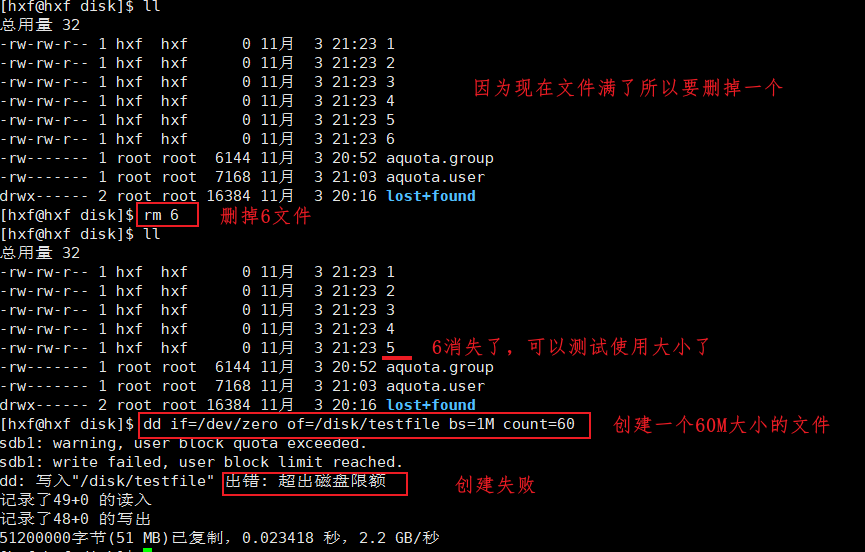 [hxf@hxf disk]$ ll
总用量 32
-rw-rw-r-- 1 hxf  hxf      0 11月  3 21:23 1
-rw-rw-r-- 1 hxf  hxf      0 11月  3 21:23 2
-rw-rw-r-- 1 hxf  hxf      0 11月  3 21:23 3
因为现在文件满了所以要删掉一个
-rw-rw-r-- 1 hxf  hxf      0 11月  3 21:23 4
-rw-rw-r-- 1 hxf  hxf      0 11月  3 21:23 5
-rw-rw-r-- 1 hxf  hxf      0 11月  3 21:23 6
-rw------- 1 root root  6144 11月  3 20:52 aquota.group
-rw------- 1 root root  7168 11月  3 21:03 aquota.user
drwx------ 2 root root 16384 11月  3 20:16 lost+found
[hxf@hxf disk]$ rm 6 删掉6文件
[hxf@hxf disk]$ ll
总用量 32
-rw-rw-r-- 1 hxf  hxf      0 11月  3 21:23 1
-rw-rw-r-- 1 hxf  hxf      0 11月  3 21:23 2
-rw-rw-r-- 1 hxf  hxf      0 11月  3 21:23 3
-rw-rw-r-- 1 hxf  hxf      0 11月  3 21:23 4
-rw-rw-r-- 1 hxf  hxf      0 11月  3 21:23 5 6消失了，可以测试使用大小了
-rw------- 1 root root  6144 11月  3 20:52 aquota.group
-rw------- 1 root root  7168 11月  3 21:03 aquota.user
drwx------ 2 root root 16384 11月  3 20:16 lost+found
[hxf@hxf disk]$ dd if=/dev/zero of=/disk/testfile bs=1M count=60 创建一个60M大小的文件
sdb1: warning, user block quota exceeded.
sdb1: write failed, user block limit reached.
dd: 写入"/disk/testfile" 出错: 超出磁盘限额 创建失败
记录了49+0 的读入
记录了48+0 的写出
51200000字节(51 MB)已复制，0.023418 秒，2.2 GB/秒